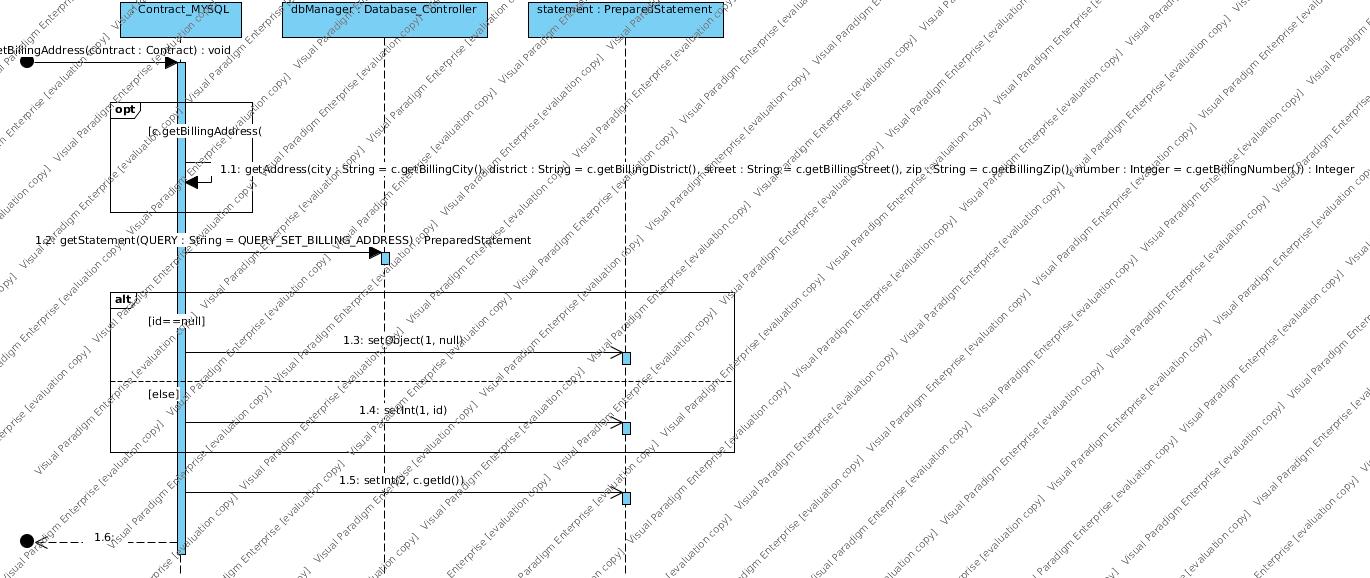 Contract_MYSQL
dbManager : Database_Controller
statement : PreparedStatement
etBillingAddress(contract : Contract) : void
opt
[c.getBillingAddress(
1.1: getAddress(city : String = c.getBillingCity(), district : String = c.getBillingDistrict(), street : String = c.getBillingStreet(), zip : String = c.getBillingZip(), number : Integer = c.getBillingNumber()) : Integer
1.2: getStatement(QUERY : String = QUERY_SET_BILLING_ADDRESS) : PreparedStatement
alt
[id==null]
1.3: setObject(1, null)
[else]
1.4: setInt(1, id)
1.5: setInt(2, c.getId())
1.6:
Visual Paradigm Enterprise [evaluation copy]